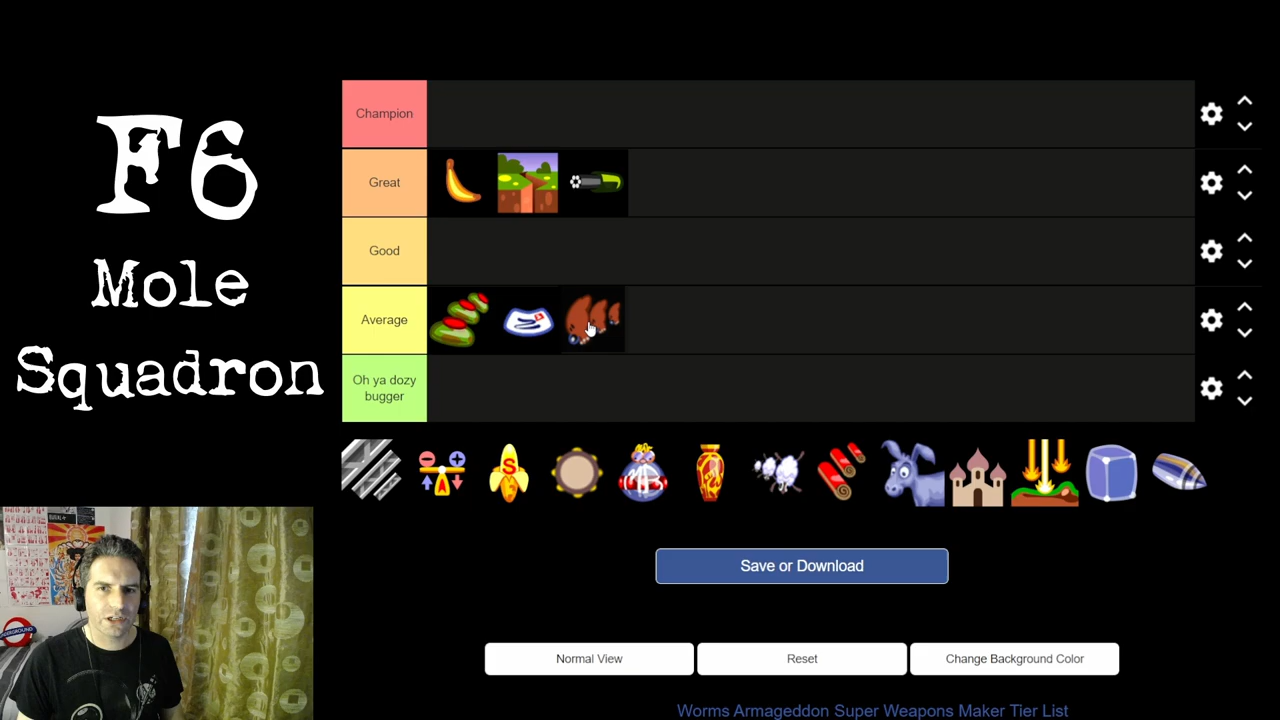 F6
Mole
Squadron
Champion
Great
Good
Average
Oh ya dozy
bugger
S
MB
Save or Download
Normal View
Reset
Change Background Color
Worms Armageddon Super Weapons Maker Tier List